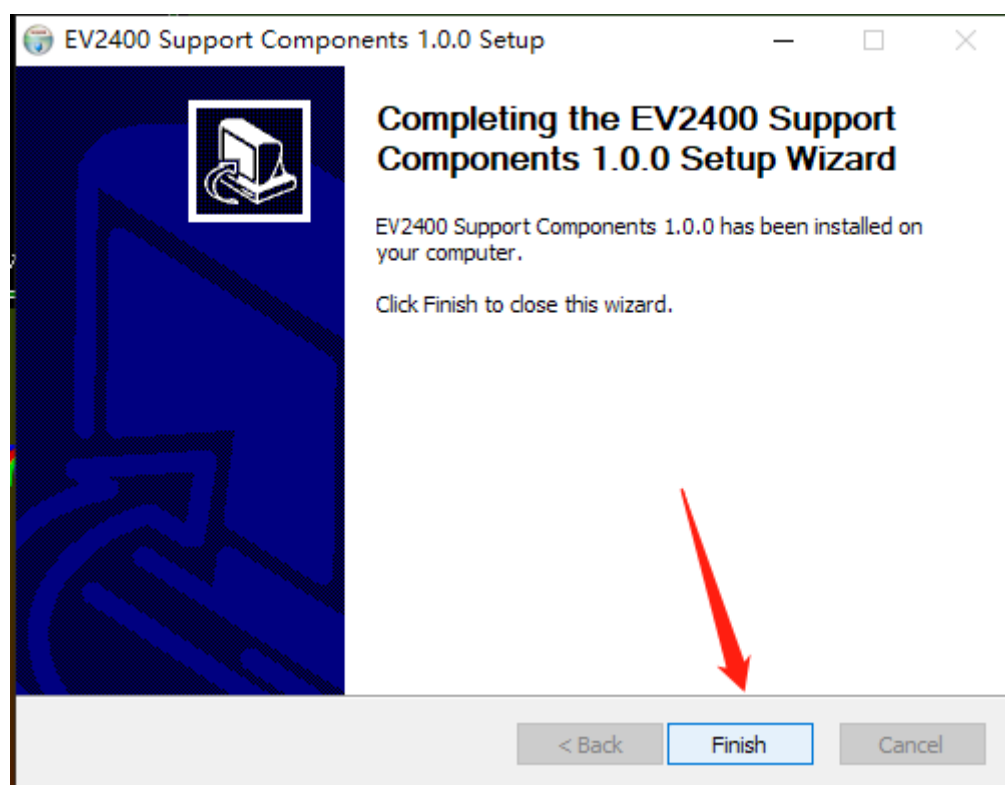 EV2400 Support Components 1.0.0 Setup
Completing the EV2400 Support
Components 1.0.0 Setup Wizard
EV2400 Support Components 1.0.0 has been installed on
your computer.
Click Finish to close this wizard.
< Back
Finish
Cancel